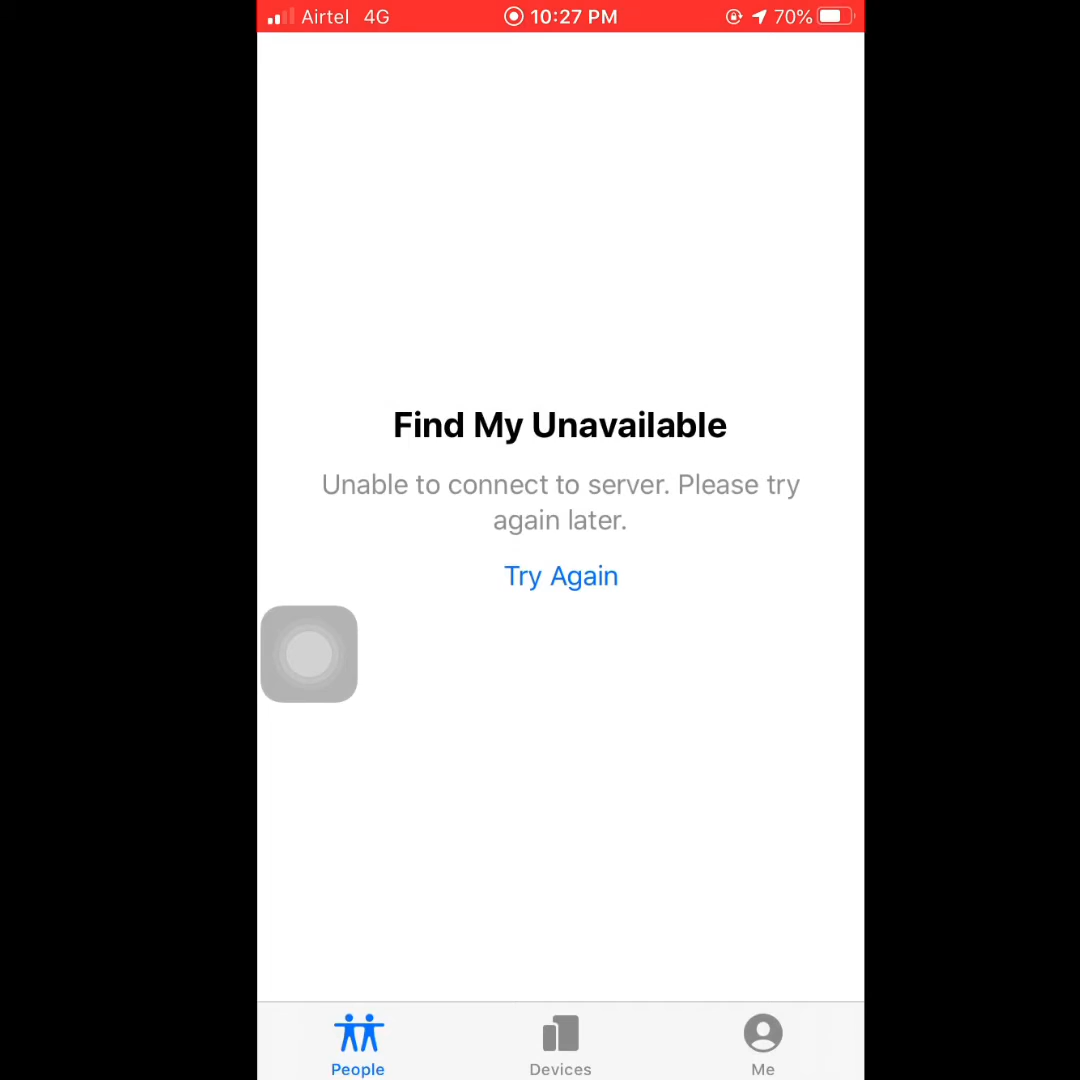 Airtel 4G 10:27 PM 70%
Find My Unavailable
Unable to connect to server. Please try
again later.
Try Again
People Devices Me